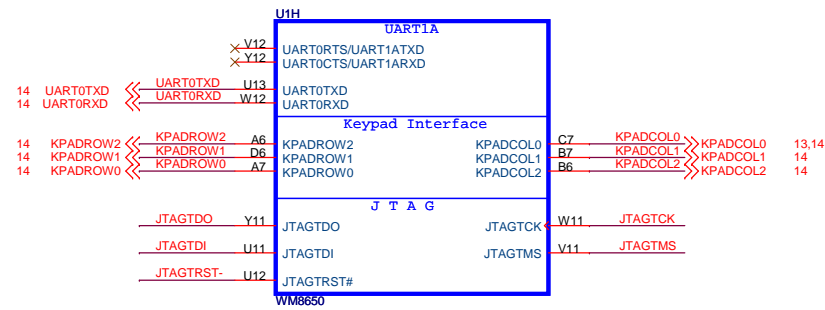 U1H
UART1A
V12 UART0RTS/UART1ATXD
Y12 UART0CTS/UART1ARXD
14 UART0TXD UART0TXD U13 UART0TXD
14 UART0RXD UART0RXD W12 UART0RXD
Keypad Interface
14 KPADROW2 KPADROW2 A6 KPADROW2 KPADCOL0 C7 KPADCOL0 KPADCOL0 13,14
14 KPADROW1 KPADROW1 D6 KPADROW1 KPADCOL1 B7 KPADCOL1 KPADCOL1 14
14 KPADROW0 KPADROW0 A7 KPADROW0 KPADCOL2 B6 KPADCOL2 KPADCOL2 14
J T A G
JTAGTDO Y11 JTAGTDO JTAGTCK W11 JTAGTCK
JTAGTDI U11 JTAGTDI JTAGTMS V11 JTAGTMS
JTAGTRST- U12 JTAGTRST#
WM8650